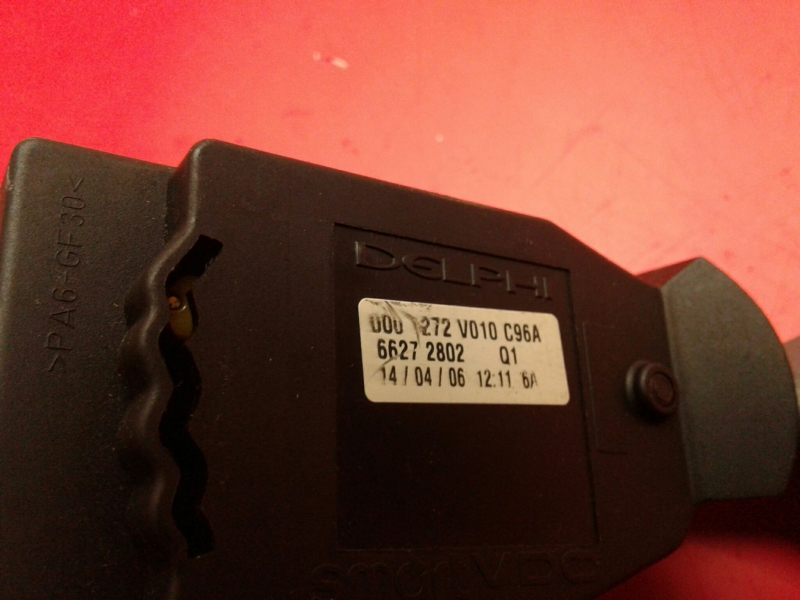 >PA6-GF30<
DELPHI
272 V010 C96A
6627 2802 Q1
14/04/06 12:11 6A